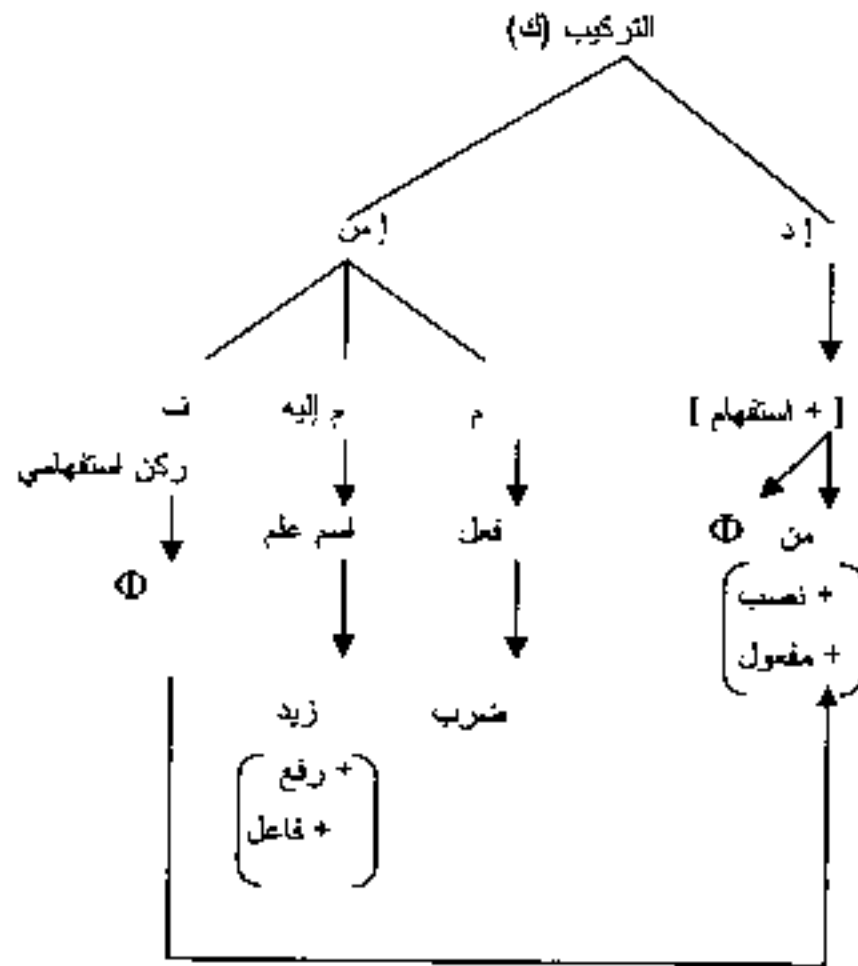 التركيب (ك)
إ د
إ من
[ + استفهام ]
م
م إليه
ف
ركن استفهامي
من
Φ
فعل
اسم علم
Φ
+ نصب
+ مفعول
ضرب
زيد
+ رفع
+ فاعل